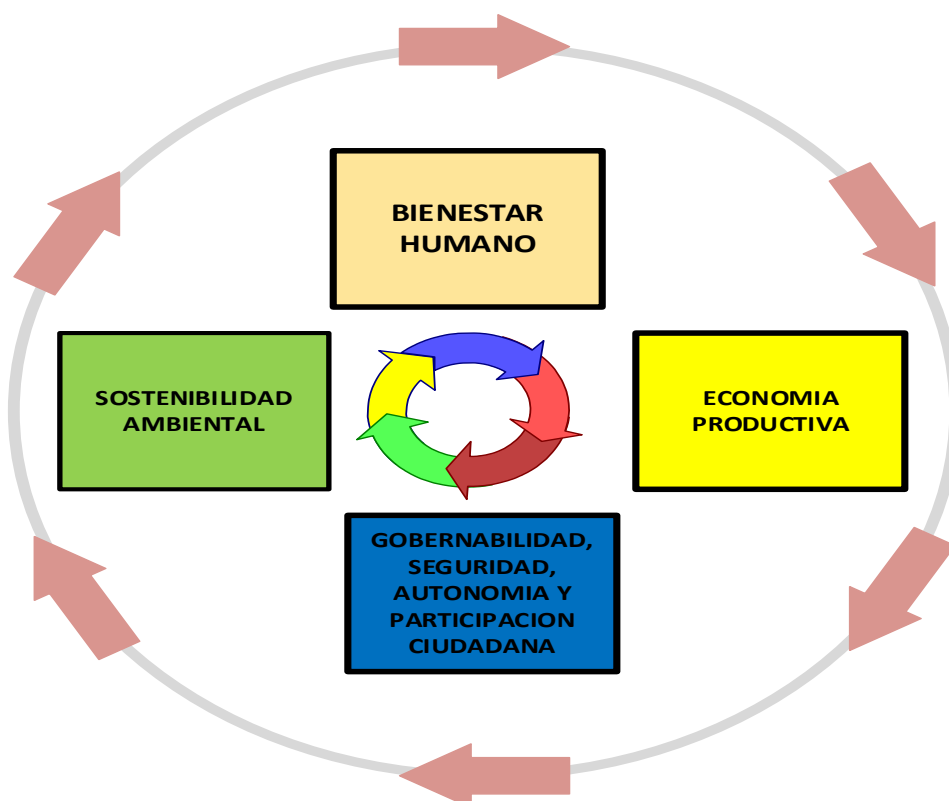 BIENESTAR
HUMANO
SOSTENIBILIDAD
AMBIENTAL
ECONOMIA
PRODUCTIVA
GOBERNABILIDAD,
SEGURIDAD,
AUTONOMIA Y
PARTICIPACION
CIUDADANA